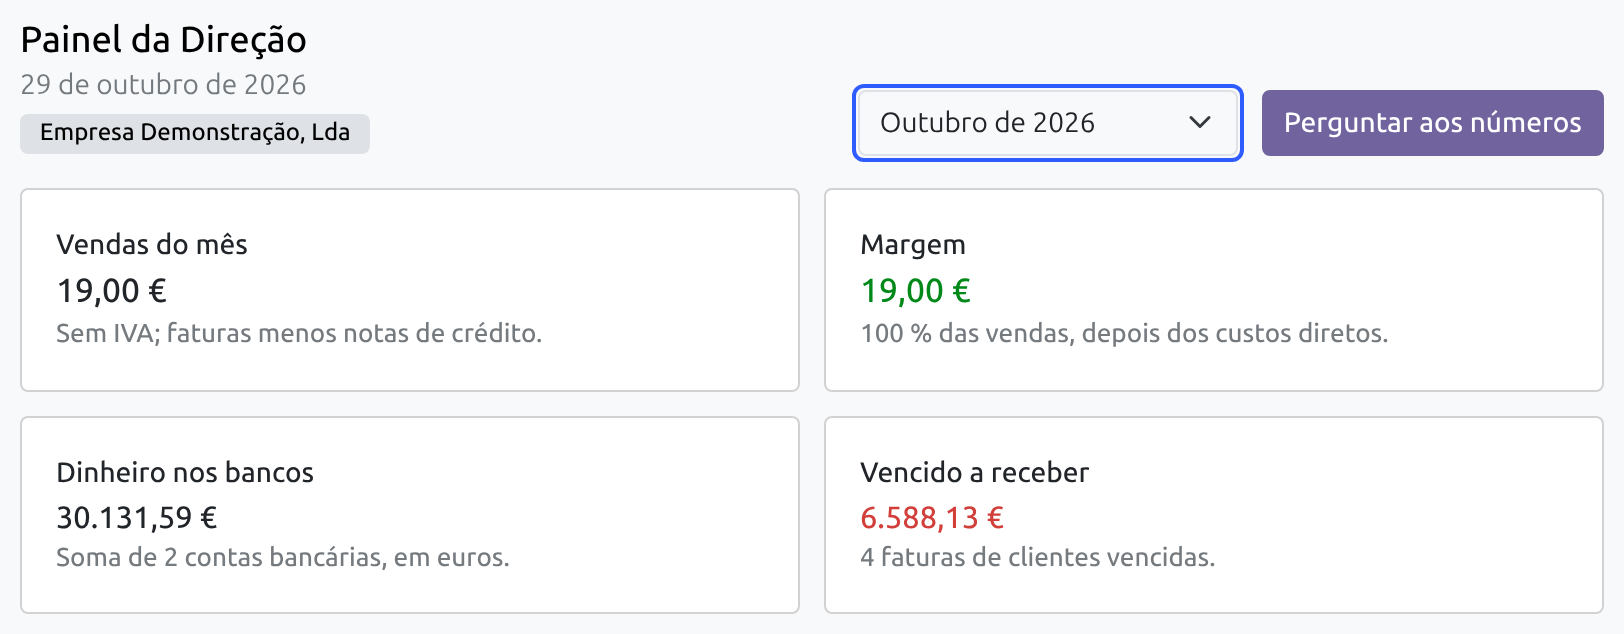 Painel da Direção
29 de outubro de 2026
Empresa Demonstração, Lda
Outubro de 2026
Perguntar aos números
Vendas do mês
19,00 €
Sem IVA; faturas menos notas de crédito.
Margem
19,00 €
100 % das vendas, depois dos custos diretos.
Dinheiro nos bancos
30.131,59 €
Soma de 2 contas bancárias, em euros.
Vencido a receber
6.588,13 €
4 faturas de clientes vencidas.